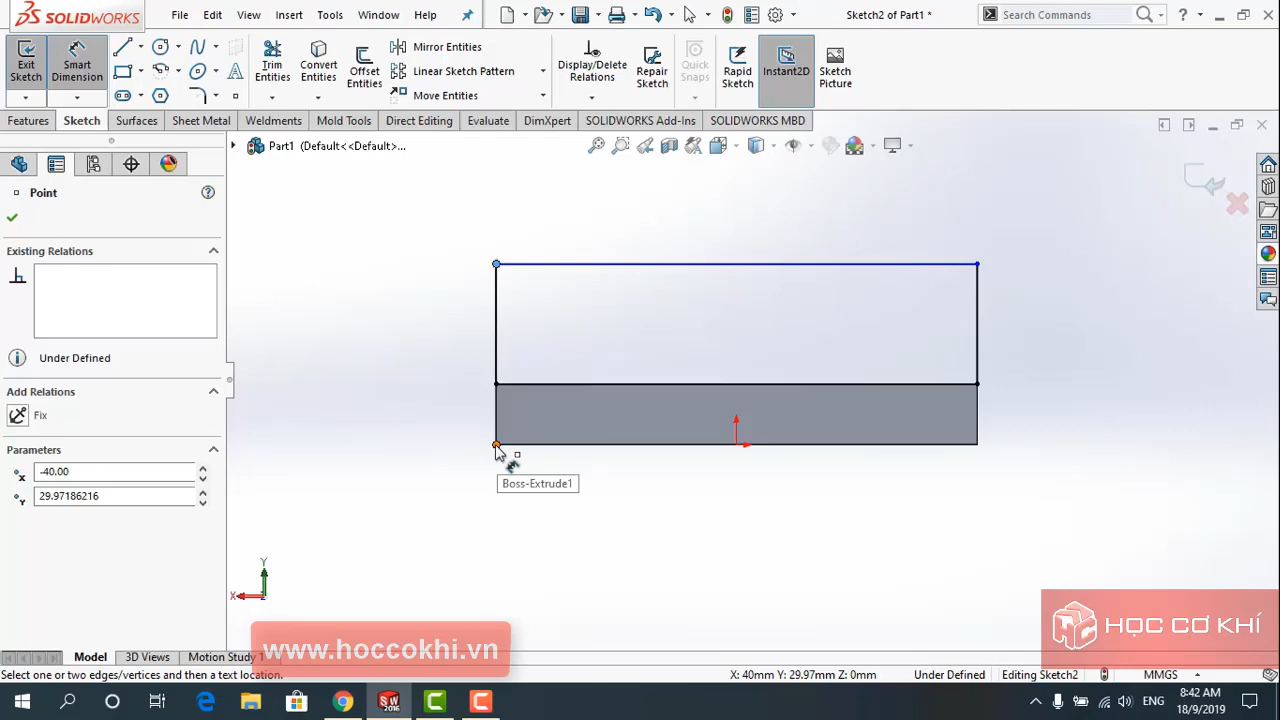 3S SOLIDWORKS
File
Edit
View
Insert
Tools
Window
Help
Sketch2 of Part1 *
Search Commands
?
Exit
Sketch
Smart
Dimension
Trim
Entities
Convert
Entities
Offset
Entities
Mirror Entities
Linear Sketch Pattern
Move Entities
Display/Delete
Relations
Repair
Sketch
Quick
Snaps
Rapid
Sketch
Instant2D
Sketch
Picture
Features
Sketch
Surfaces
Sheet Metal
Weldments
Mold Tools
Direct Editing
Evaluate
DimXpert
SOLIDWORKS Add-Ins
SOLIDWORKS MBD
Part1 (Default<<Default>...
Point
Existing Relations
Under Defined
Add Relations
Fix
Parameters
X
-40.00
Y
29.97186216
Boss-Extrude1
Y
X
www.hoccokhi.vn
HỌC CƠ KHÍ
Model
3D Views
Motion Study 1
Select one or two edges/vertices and then a text location.
X: 40mm Y: 29.97mm Z: 0mm
Under Defined
Editing Sketch2
MMGS
SW
2016
ENG
8:42 AM
18/9/2019